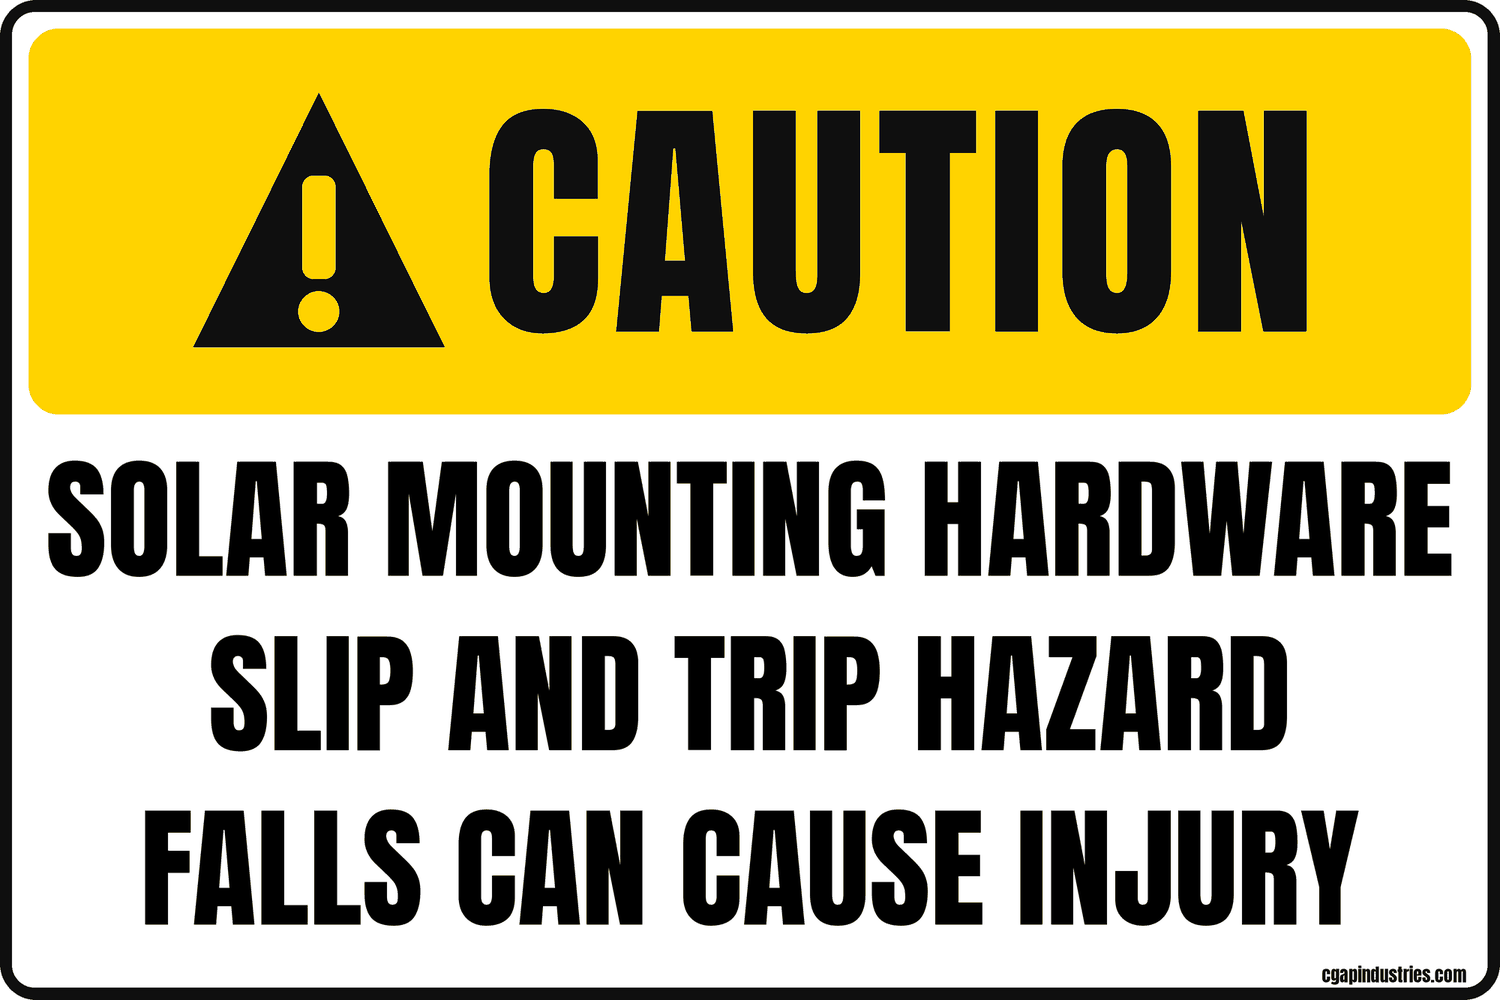 CAUTION
SOLAR MOUNTING HARDWARE
SLIP AND TRIP HAZARD
FALLS CAN CAUSE INJURY
cgapindustries.com